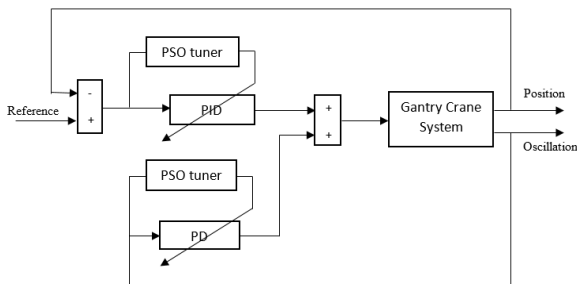 PSO tuner
Reference
-
+
PID
+
+
Gantry Crane
System
Position
Oscillation
PSO tuner
PD